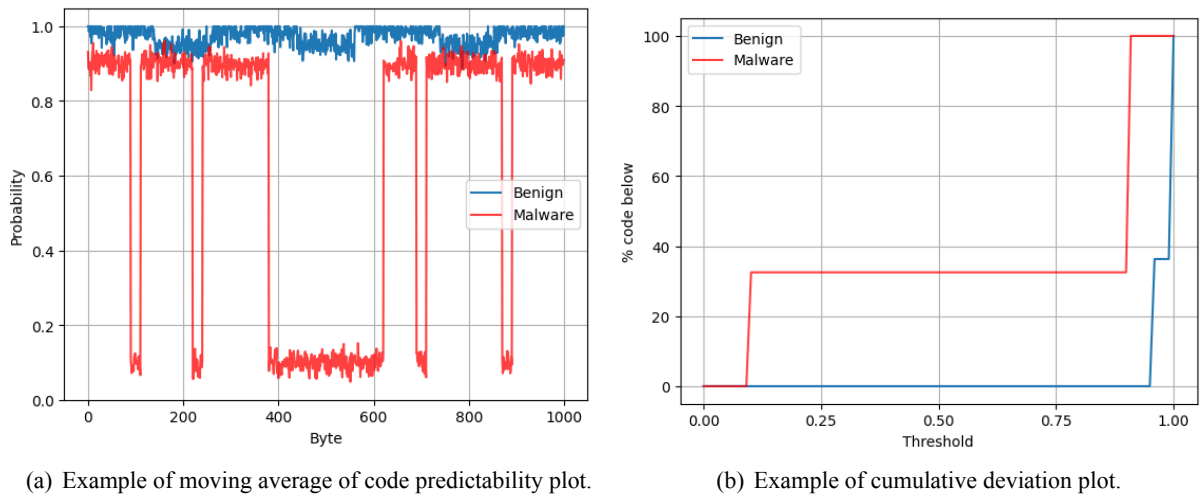 1.0
0.8
0.6
0.4
0.2
0.0
Probability
0
200
400
600
800
1000
Byte
Benign
Malware
(a) Example of moving average of code predictability plot.
100
80
60
40
20
0
% code below
0.00
0.25
0.50
0.75
1.00
Threshold
Benign
Malware
(b) Example of cumulative deviation plot.